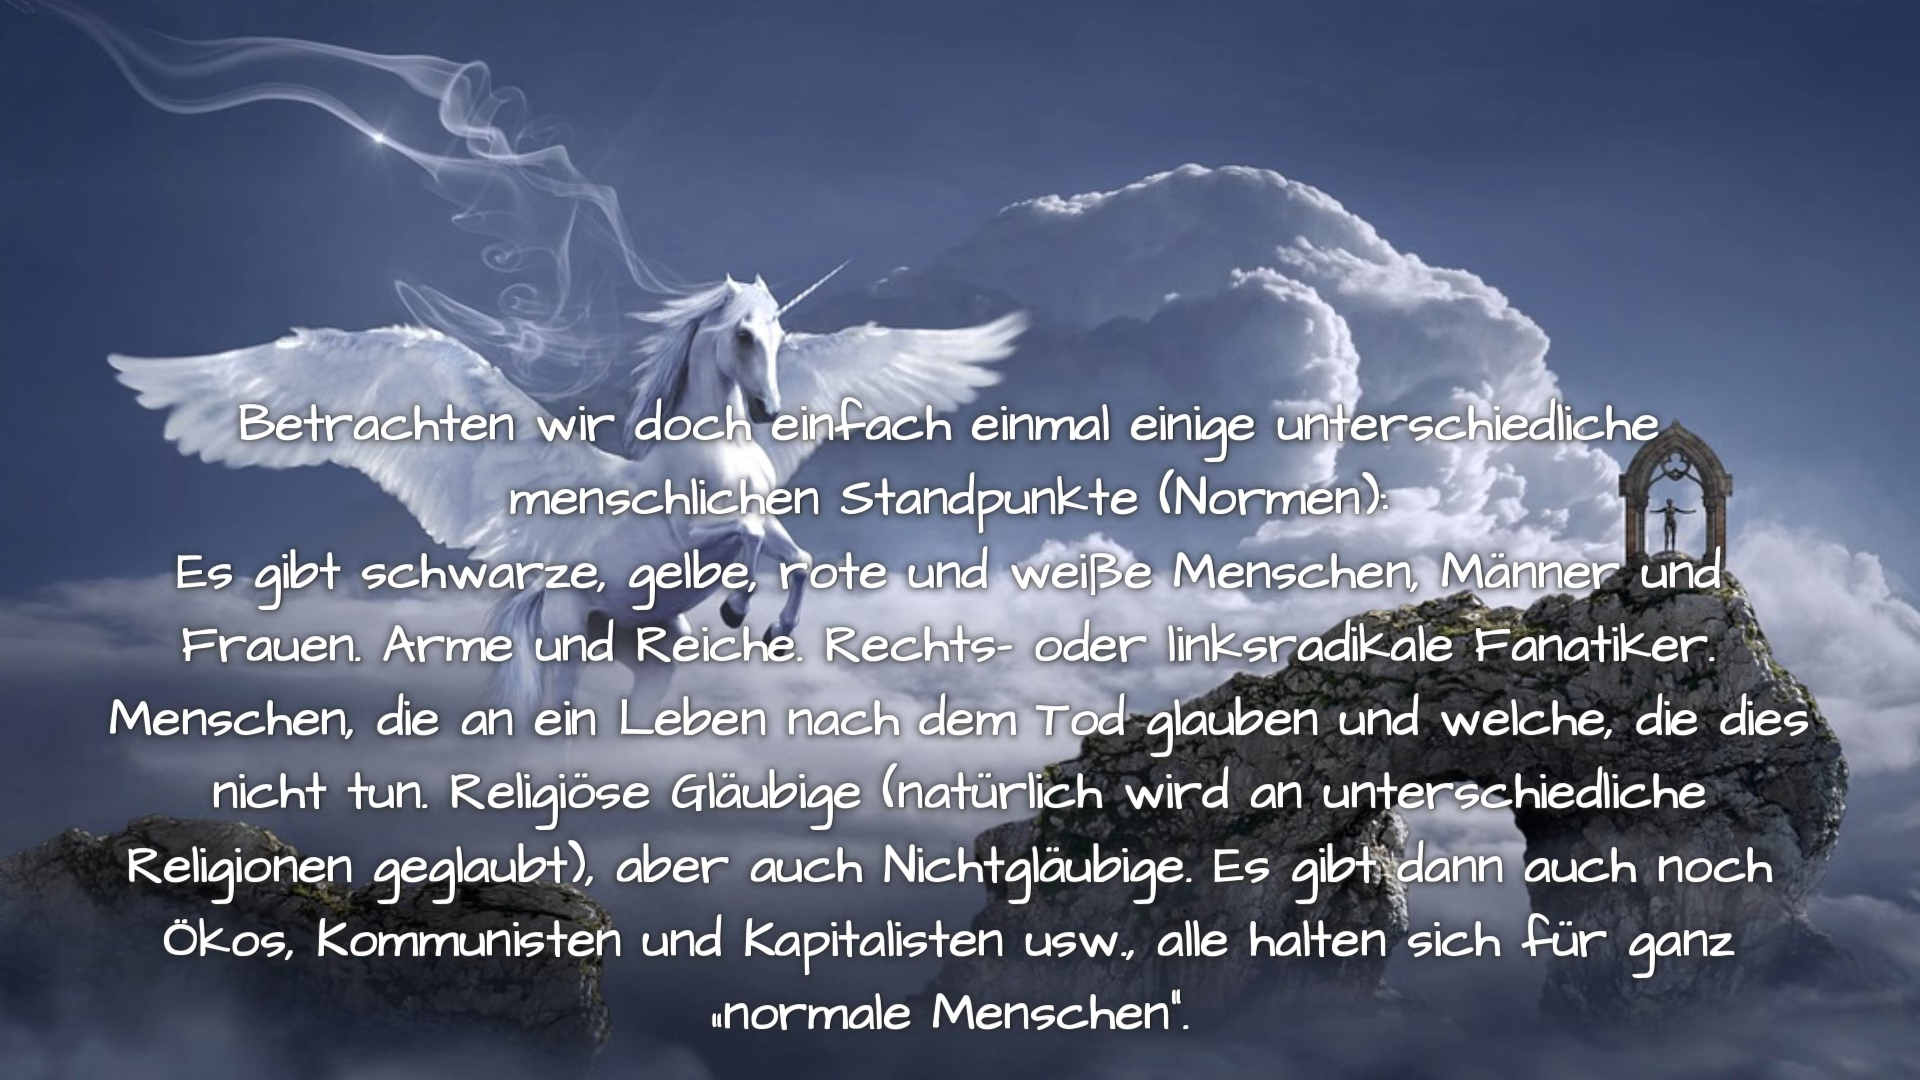 Betrachten wir doch einfach einmal einige unterschiedliche
menschlichen Standpunkte (Normen):
Es gibt schwarze, gelbe, rote und weiße Menschen, Männer und
Frauen. Arme und Reiche. Rechts- oder linksradikale Fanatiker.
Menschen, die an ein Leben nach dem Tod glauben und welche, die dies
nicht tun. Religiöse Gläubige (natürlich wird an unterschiedliche
Religionen geglaubt), aber auch Nichtgläubige. Es gibt dann auch noch
Ökos, Kommunisten und Kapitalisten usw., alle halten sich für ganz
„normale Menschen“.